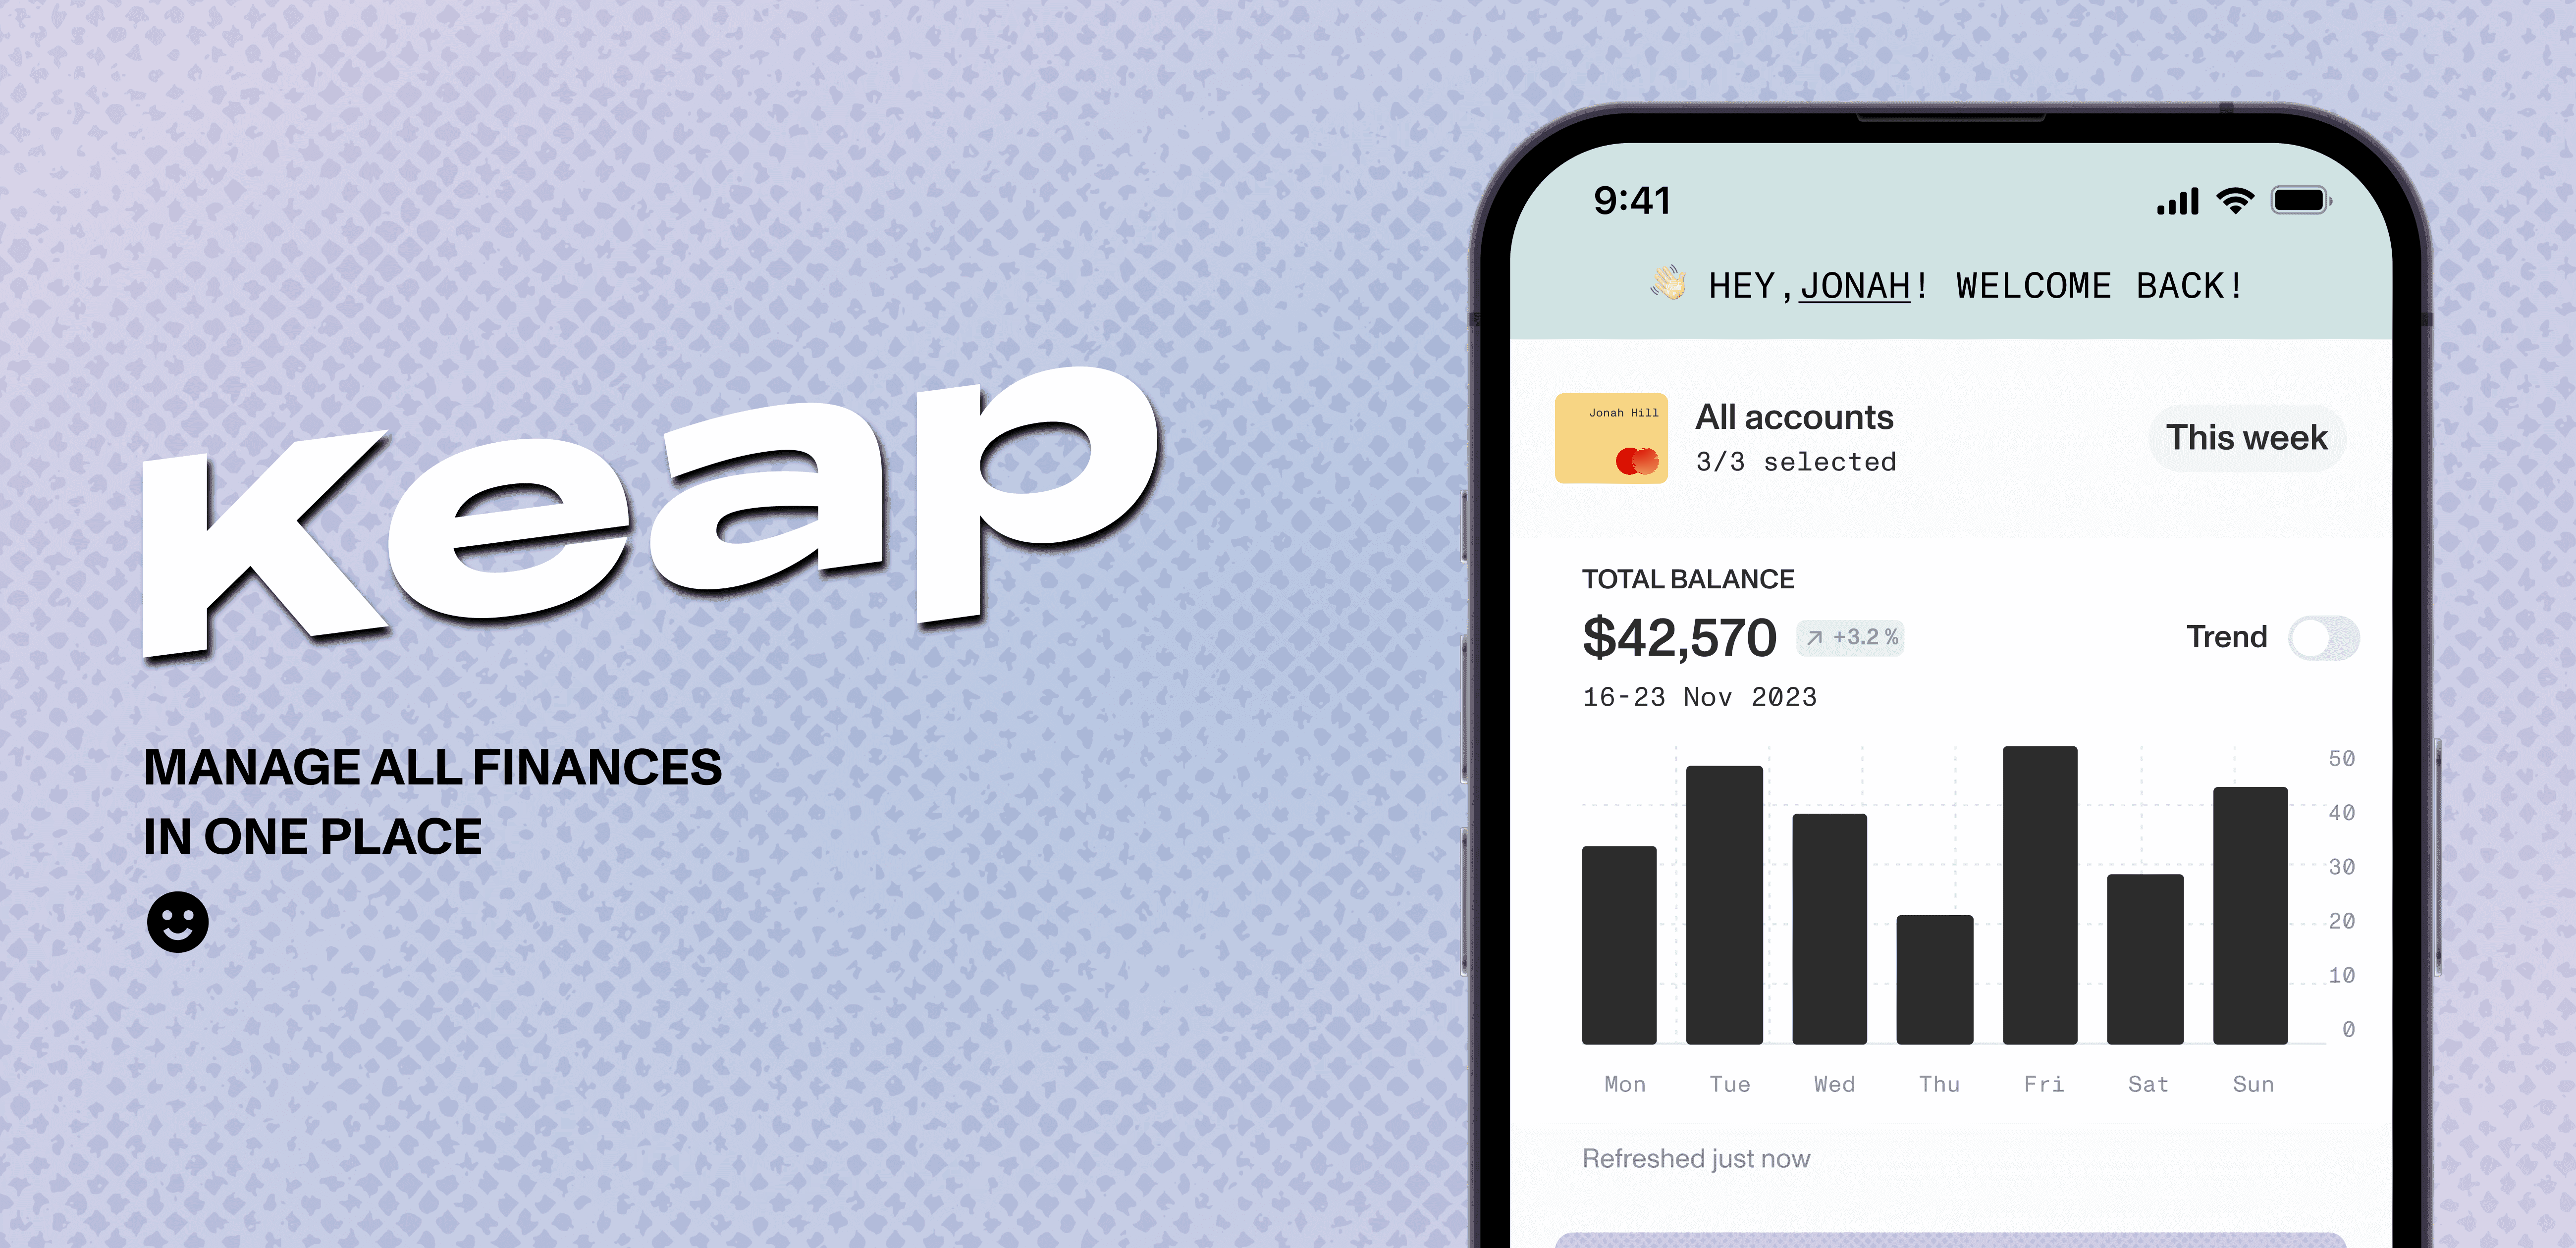 Keap
MANAGE ALL FINANCES
IN ONE PLACE
9:41
👋🏻 HEY,JONAH! WELCOME BACK!
Jonah Hill
All accounts
3/3 selected
This week
TOTAL BALANCE
$42,570 +3.2 %
Trend
16-23 Nov 2023
50
40
30
20
10
0
Mon Tue Wed Thu Fri Sat Sun
Refreshed just now